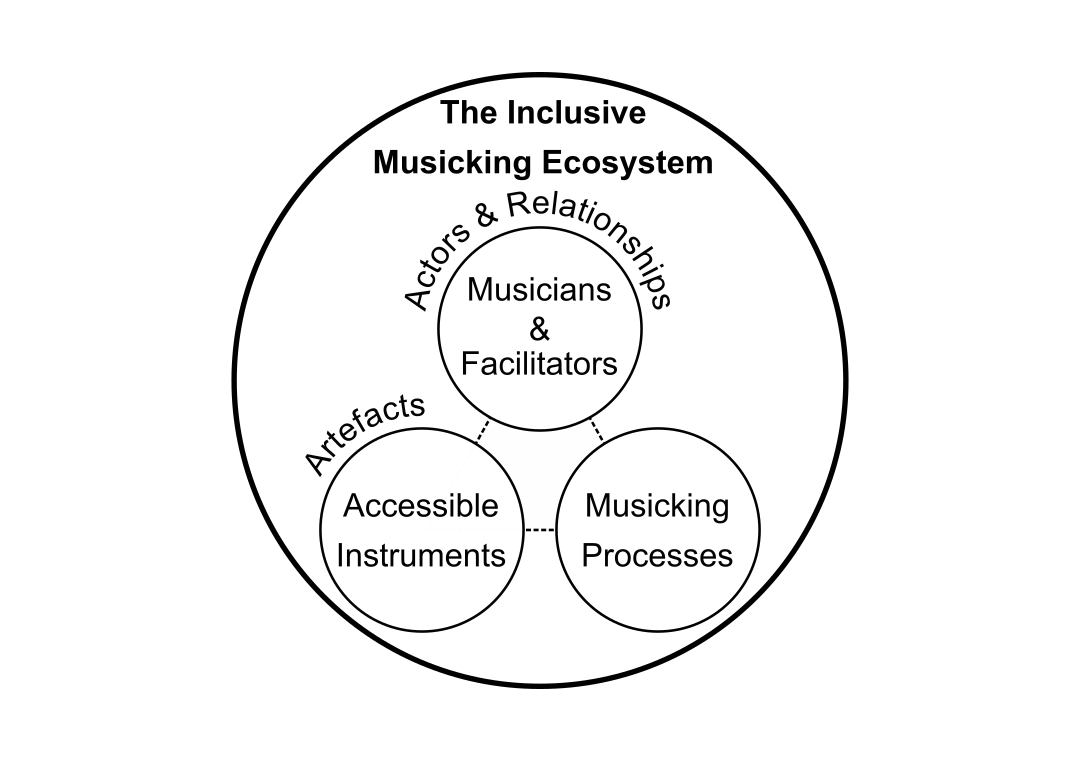 The Inclusive
Musicking Ecosystem
Actors & Relationships
Musicians
&
Facilitators
Artefacts
Accessible
Instruments
Musicking
Processes